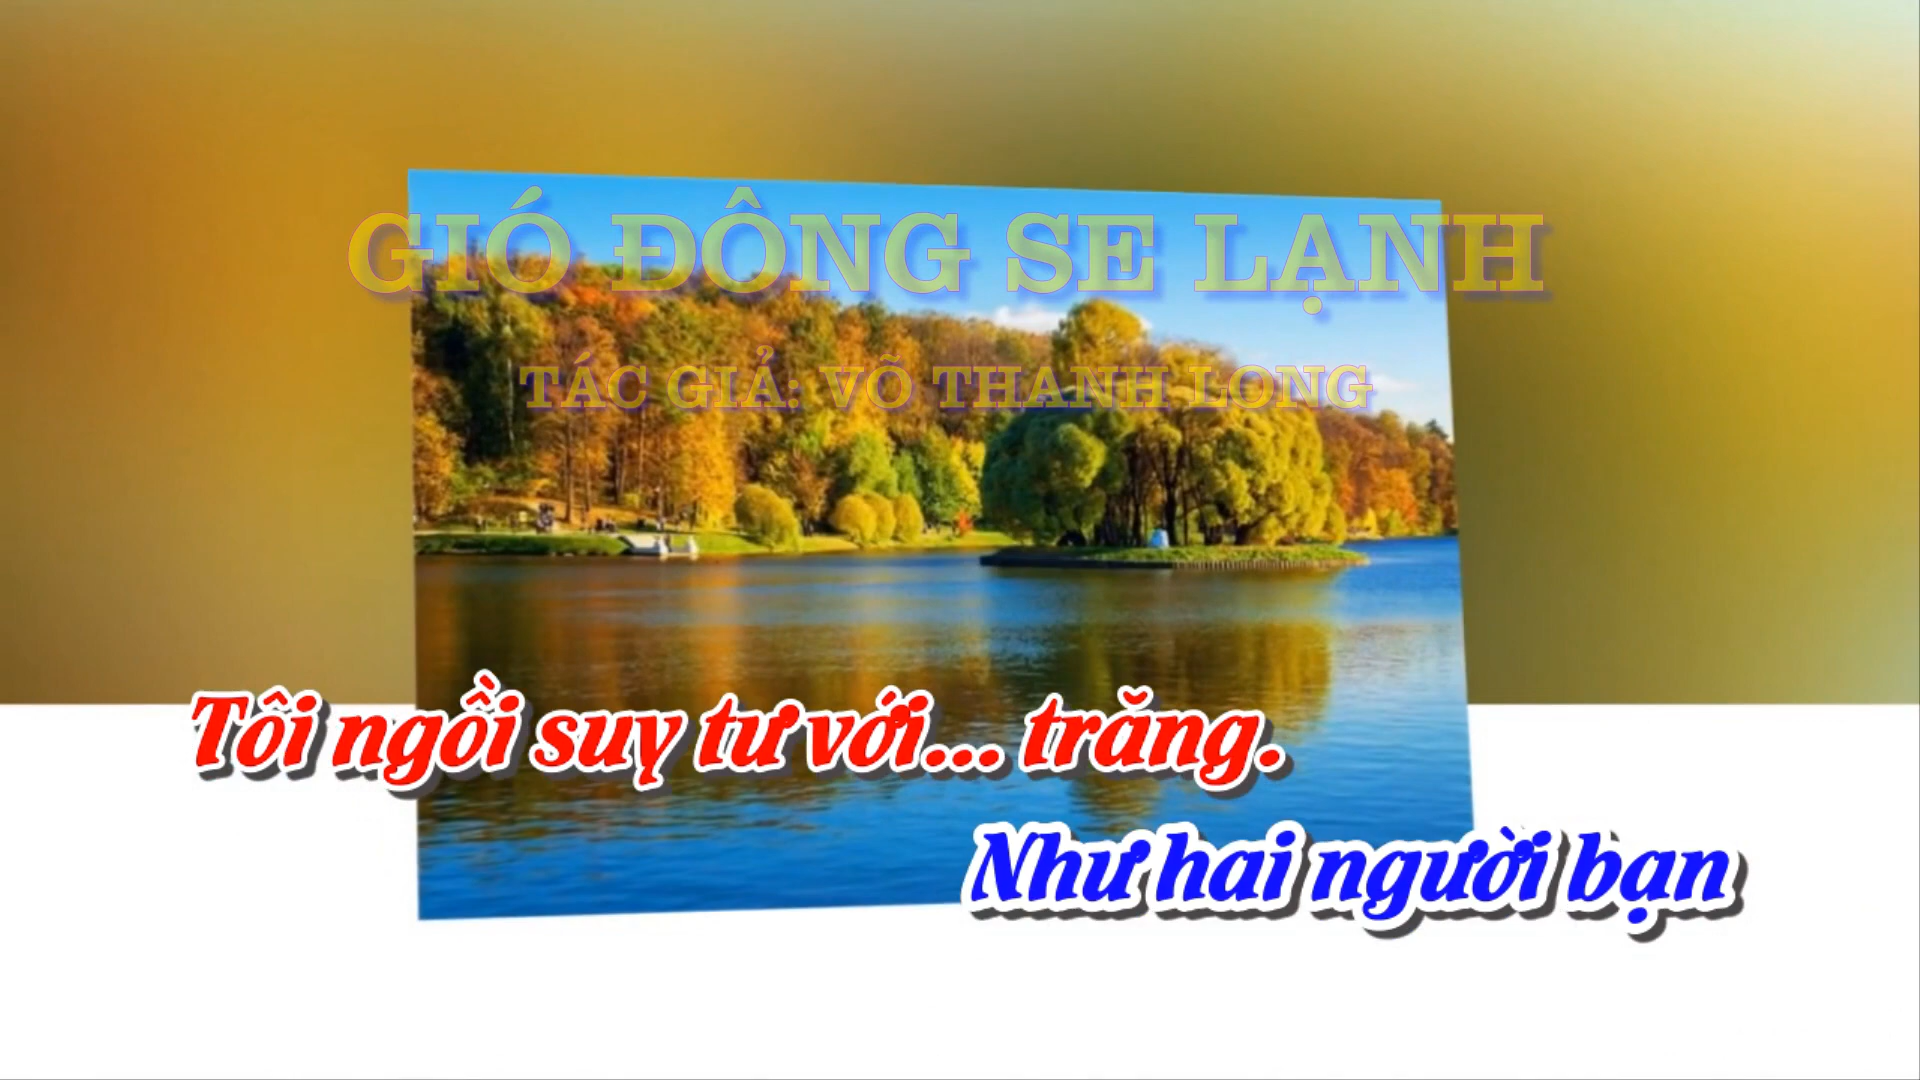 GIÓ ĐÔNG SE LẠNH
TÁC GIẢ: VÕ THANH LONG
Tôi ngồi suy tư với... trăng.
Như hai người bạn